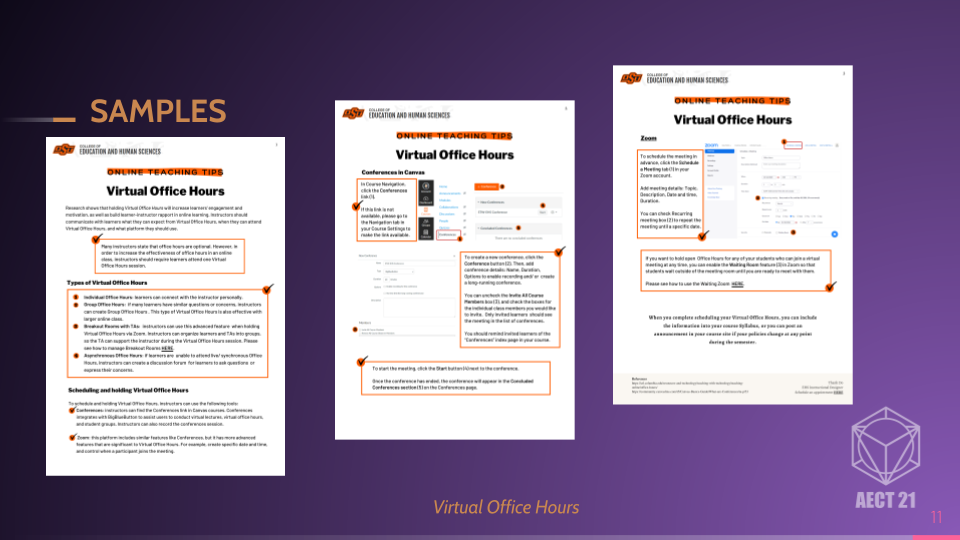 SAMPLES
OSU
COLLEGE OF
EDUCATION AND HUMAN SCIENCES
ONLINE TEACHING TIPS
Virtual Office Hours
Research shows that holding Virtual Office Hours will increase learners' engagement and
motivation, as well as build learner-instructor rapport in online learning. Instructors should
communicate with learners what they can expect from Virtual Office Hours, when they can attend
Virtual Office Hours, and what platform they should use.
Many instructors state that office hours are optional. However, in
order to increase the effectiveness of office hours in an online
class, instructors should require learners attend one Virtual
Office Hours session.
Types of Virtual Office Hours
Individual Office Hours: learners can connect with the instructor personally.
Group Office Hours: if many learners have similar questions or concerns, instructors
can create Group Office Hours. This type of Virtual Office Hours is also effective with
larger online class.
Breakout Rooms with TAs: instructors can use this advanced feature when holding
Virtual Office Hours via Zoom. Instructors can organize learners and TAs into groups,
so the TA can support the instructor during the Virtual Office Hours session. Please
see how to manage Breakout Rooms HERE.
Asynchronous Office Hours: if learners are unable to attend live/ synchronous Office
Hours, instructors can create a discussion forum for learners to ask questions or
express their concerns.
Scheduling and holding Virtual Office Hours
To schedule and holding Virtual Office Hours, instructors can use the following tools:
Conferences: instructors can find the Conferences link in Canvas courses. Conferences
integrates with BigBlueButton to assist users to conduct virtual lectures, virtual office hours,
and student groups. Instructors can also record the conferences session.
Zoom: this platform includes similar features like Conferences, but it has more advanced
features that are significant to Virtual Office Hours. For example, create specific date and time,
and control when a participant joins the meeting.
OSU
COLLEGE OF
EDUCATION AND HUMAN SCIENCES
ONLINE TEACHING TIPS
Virtual Office Hours
Conferences in Canvas
In Course Navigation,
click the Conferences
link (1).
If this link is not
available, please go to
the Navigation tab in
your Course Settings to
make the link available.
To create a new conference, click the
Conference button (2). Then, add
conference details: Name, Duration,
Options to enable recording and/or create
a long-running conference.
You can uncheck the Invite All Course
Members box (3), and check the boxes for
the individual class members you would like
to invite. Only invited learners should see
the meeting in the list of conferences.
You should remind invited learners of the
"Conferences" index page in your course.
To start the meeting, click the Start button (4) next to the conference.
Once the conference has ended, the conference will appear in the Concluded
Conferences section (5) on the Conferences page.
OSU
COLLEGE OF
EDUCATION AND HUMAN SCIENCES
ONLINE TEACHING TIPS
Virtual Office Hours
Zoom
To schedule the meeting in
advance, click the Schedule
a Meeting tab (1) in your
Zoom account.
Add meeting details: Topic,
Description, Date and time,
Duration.
You can check Recurring
meeting box (2) to repeat the
meeting until a specific date.
If you want to hold open Office Hours for any of your students who can join a virtual
meeting at any time, you can enable the Waiting Room feature (3) in Zoom so that
students wait outside of the meeting room until you are ready to meet with them.
Please see how to use the Waiting Zoom HERE.
When you complete scheduling your Virtual Office Hours, you can include
the information into your course Syllabus, or you can post an
announcement in your course site if your policies change at any point
during the semester.
References
Virtual Office Hours
AECT 21
11